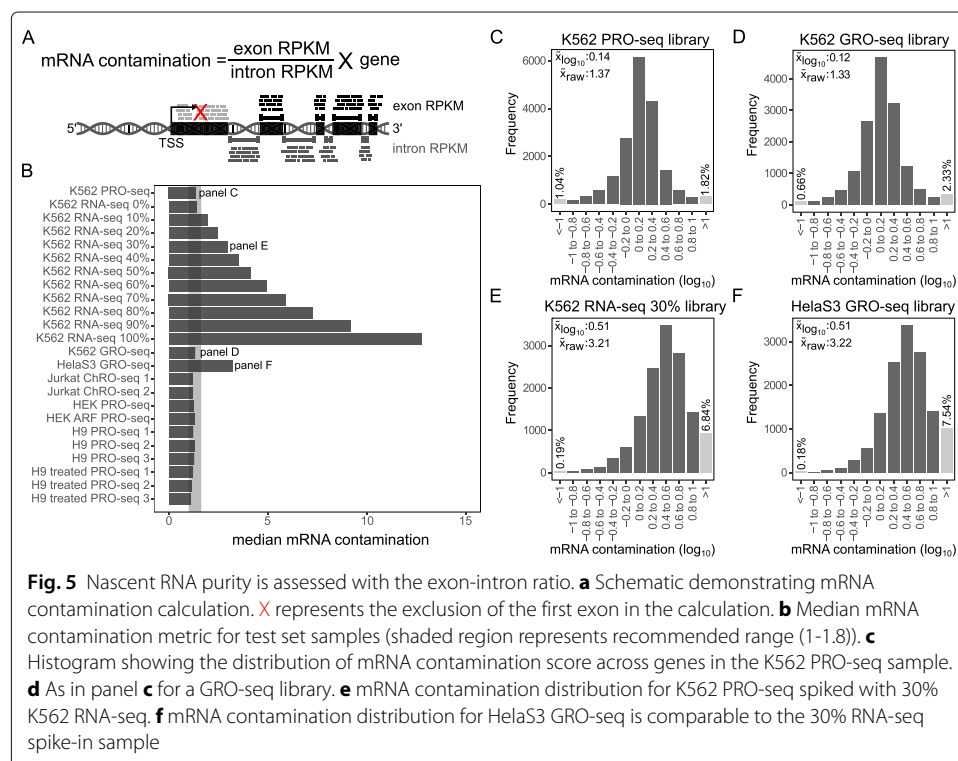 A
mRNA contamination = exon RPKM / intron RPKM X gene
exon RPKM
5'
3'
TSS
intron RPKM
B
K562 PRO-seq
panel C
K562 RNA-seq 0%
K562 RNA-seq 10%
K562 RNA-seq 20%
K562 RNA-seq 30%
panel E
K562 RNA-seq 40%
K562 RNA-seq 50%
K562 RNA-seq 60%
K562 RNA-seq 70%
K562 RNA-seq 80%
K562 RNA-seq 90%
K562 RNA-seq 100%
K562 GRO-seq
panel D
HelaS3 GRO-seq
panel F
Jurkat ChRO-seq 1
Jurkat ChRO-seq 2
HEK PRO-seq
HEK ARF PRO-seq
H9 PRO-seq 1
H9 PRO-seq 2
H9 PRO-seq 3
H9 treated PRO-seq 1
H9 treated PRO-seq 2
H9 treated PRO-seq 3
0 5 10 15
median mRNA contamination
C
K562 PRO-seq library
x̃log10:0.14
x̃raw:1.37
Frequency
6000
4000
2000
0
1.04%
1.82%
<−1
−1 to −0.8
−0.8 to −0.6
−0.6 to −0.4
−0.4 to −0.2
−0.2 to 0
0 to 0.2
0.2 to 0.4
0.4 to 0.6
0.6 to 0.8
0.8 to 1
>1
mRNA contamination (log10)
D
K562 GRO-seq library
x̃log10:0.12
x̃raw:1.33
Frequency
4000
2000
0
0.66%
2.33%
<−1
−1 to −0.8
−0.8 to −0.6
−0.6 to −0.4
−0.4 to −0.2
−0.2 to 0
0 to 0.2
0.2 to 0.4
0.4 to 0.6
0.6 to 0.8
0.8 to 1
>1
mRNA contamination (log10)
E
K562 RNA-seq 30% library
x̃log10:0.51
x̃raw:3.21
Frequency
3000
2000
1000
0
0.19%
6.84%
<−1
−1 to −0.8
−0.8 to −0.6
−0.6 to −0.4
−0.4 to −0.2
−0.2 to 0
0 to 0.2
0.2 to 0.4
0.4 to 0.6
0.6 to 0.8
0.8 to 1
>1
mRNA contamination (log10)
F
HelaS3 GRO-seq library
x̃log10:0.51
x̃raw:3.22
Frequency
3000
2000
1000
0
0.18%
7.54%
<−1
−1 to −0.8
−0.8 to −0.6
−0.6 to −0.4
−0.4 to −0.2
−0.2 to 0
0 to 0.2
0.2 to 0.4
0.4 to 0.6
0.6 to 0.8
0.8 to 1
>1
mRNA contamination (log10)
Fig. 5 Nascent RNA purity is assessed with the exon-intron ratio. a Schematic demonstrating mRNA
contamination calculation. X represents the exclusion of the first exon in the calculation. b Median mRNA
contamination metric for test set samples (shaded region represents recommended range (1-1.8)). c
Histogram showing the distribution of mRNA contamination score across genes in the K562 PRO-seq sample.
d As in panel c for a GRO-seq library. e mRNA contamination distribution for K562 PRO-seq spiked with 30%
K562 RNA-seq. f mRNA contamination distribution for HelaS3 GRO-seq is comparable to the 30% RNA-seq
spike-in sample